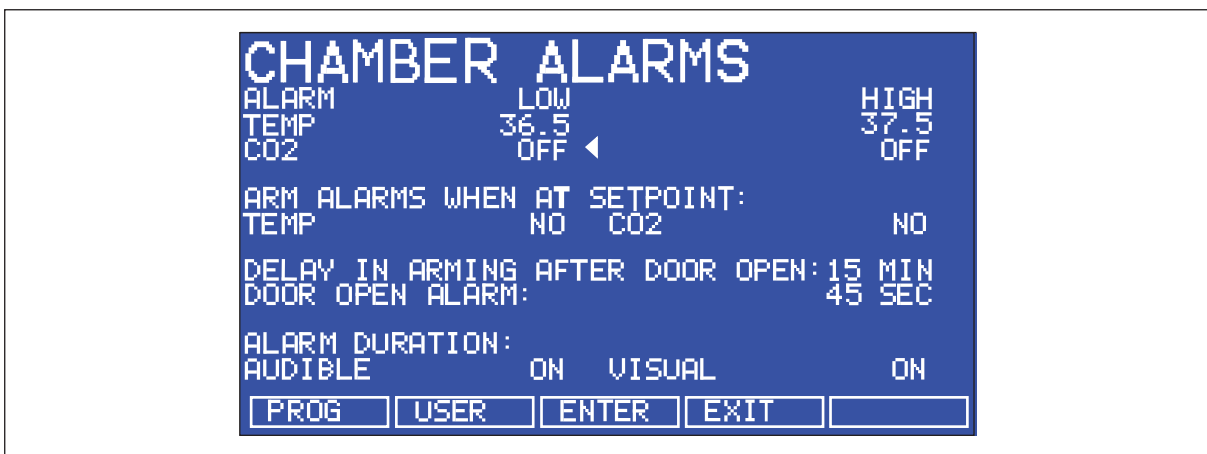 CHAMBER ALARMS
ALARM LOW HIGH
TEMP 36.5 37.5
CO2 OFF OFF
ARM ALARMS WHEN AT SETPOINT:
TEMP NO CO2 NO
DELAY IN ARMING AFTER DOOR OPEN:15 MIN
DOOR OPEN ALARM: 45 SEC
ALARM DURATION:
AUDIBLE ON VISUAL ON
PROG USER ENTER EXIT